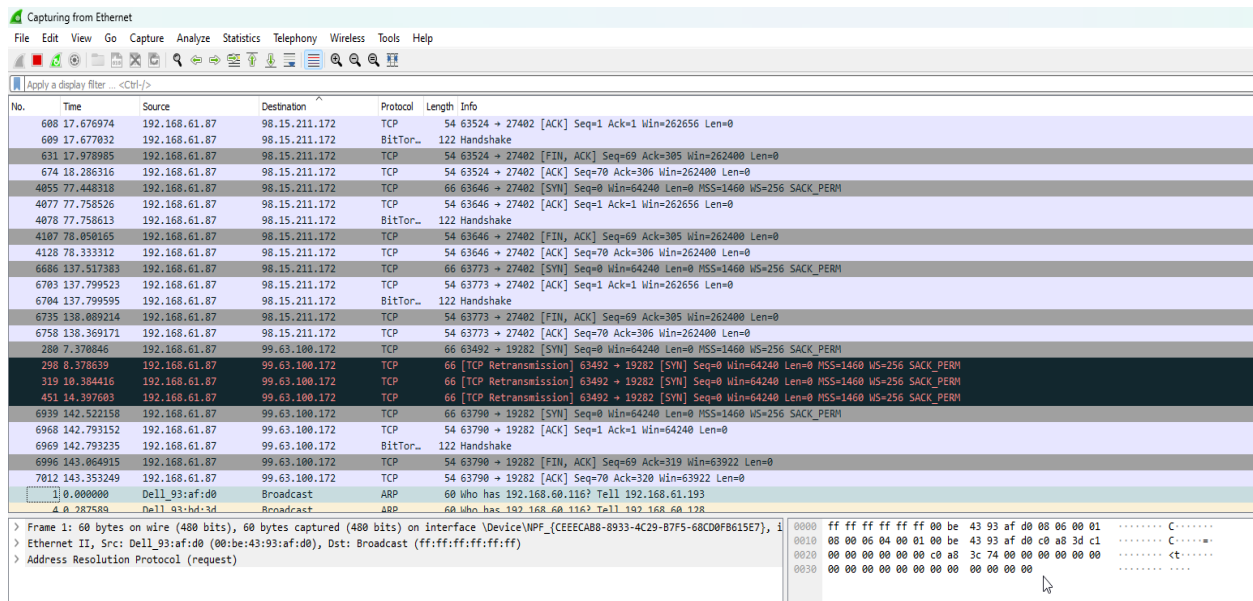 Capturing from Ethernet
File Edit View Go Capture Analyze Statistics Telephony Wireless Tools Help
Apply a display filter ... <Ctrl-/>
No. Time Source Destination Protocol Length Info
608 17.676974 192.168.61.87 98.15.211.172 TCP 54 63524 → 27402 [ACK] Seq=1 Ack=1 Win=262656 Len=0
609 17.677032 192.168.61.87 98.15.211.172 BitTor… 122 Handshake
631 17.978985 192.168.61.87 98.15.211.172 TCP 54 63524 → 27402 [FIN, ACK] Seq=69 Ack=305 Win=262400 Len=0
674 18.286316 192.168.61.87 98.15.211.172 TCP 54 63524 → 27402 [ACK] Seq=70 Ack=306 Win=262400 Len=0
4055 77.448318 192.168.61.87 98.15.211.172 TCP 66 63646 → 27402 [SYN] Seq=0 Win=64240 Len=0 MSS=1460 WS=256 SACK_PERM
4077 77.758526 192.168.61.87 98.15.211.172 TCP 54 63646 → 27402 [ACK] Seq=1 Ack=1 Win=262656 Len=0
4078 77.758613 192.168.61.87 98.15.211.172 BitTor… 122 Handshake
4107 78.050165 192.168.61.87 98.15.211.172 TCP 54 63646 → 27402 [FIN, ACK] Seq=69 Ack=305 Win=262400 Len=0
4128 78.333312 192.168.61.87 98.15.211.172 TCP 54 63646 → 27402 [ACK] Seq=70 Ack=306 Win=262400 Len=0
6686 137.517383 192.168.61.87 98.15.211.172 TCP 66 63773 → 27402 [SYN] Seq=0 Win=64240 Len=0 MSS=1460 WS=256 SACK_PERM
6703 137.799523 192.168.61.87 98.15.211.172 TCP 54 63773 → 27402 [ACK] Seq=1 Ack=1 Win=262656 Len=0
6704 137.799595 192.168.61.87 98.15.211.172 BitTor… 122 Handshake
6735 138.089214 192.168.61.87 98.15.211.172 TCP 54 63773 → 27402 [FIN, ACK] Seq=69 Ack=305 Win=262400 Len=0
6758 138.369171 192.168.61.87 98.15.211.172 TCP 54 63773 → 27402 [ACK] Seq=70 Ack=306 Win=262400 Len=0
280 7.370846 192.168.61.87 99.63.100.172 TCP 66 63492 → 19282 [SYN] Seq=0 Win=64240 Len=0 MSS=1460 WS=256 SACK_PERM
298 8.378639 192.168.61.87 99.63.100.172 TCP 66 [TCP Retransmission] 63492 → 19282 [SYN] Seq=0 Win=64240 Len=0 MSS=1460 WS=256 SACK_PERM
319 10.384416 192.168.61.87 99.63.100.172 TCP 66 [TCP Retransmission] 63492 → 19282 [SYN] Seq=0 Win=64240 Len=0 MSS=1460 WS=256 SACK_PERM
451 14.397603 192.168.61.87 99.63.100.172 TCP 66 [TCP Retransmission] 63492 → 19282 [SYN] Seq=0 Win=64240 Len=0 MSS=1460 WS=256 SACK_PERM
6939 142.522158 192.168.61.87 99.63.100.172 TCP 66 63790 → 19282 [SYN] Seq=0 Win=64240 Len=0 MSS=1460 WS=256 SACK_PERM
6968 142.793152 192.168.61.87 99.63.100.172 TCP 54 63790 → 19282 [ACK] Seq=1 Ack=1 Win=64240 Len=0
6969 142.793235 192.168.61.87 99.63.100.172 BitTor… 122 Handshake
6996 143.064915 192.168.61.87 99.63.100.172 TCP 54 63790 → 19282 [FIN, ACK] Seq=69 Ack=319 Win=63922 Len=0
7012 143.353249 192.168.61.87 99.63.100.172 TCP 54 63790 → 19282 [ACK] Seq=70 Ack=320 Win=63922 Len=0
1 0.000000 Dell_93:af:d0 Broadcast ARP 60 Who has 192.168.60.116? Tell 192.168.61.193
4 0.287589 Dell_93:bd:3d Broadcast ARP 60 Who has 192.168.61.63? Tell 192.168.60.128
> Frame 1: 60 bytes on wire (480 bits), 60 bytes captured (480 bits) on interface \Device\NPF_{CEEECAB8-8933-4C29-B7F5-68CD0FB615E7}, i
> Ethernet II, Src: Dell_93:af:d0 (00:be:43:93:af:d0), Dst: Broadcast (ff:ff:ff:ff:ff:ff)
> Address Resolution Protocol (request)
0000 ff ff ff ff ff ff 00 be 43 93 af d0 08 06 00 01 ········ C·······
0010 08 00 06 04 00 01 00 be 43 93 af d0 c0 a8 3d c1 ········ C·····=·
0020 00 00 00 00 00 00 c0 a8 3c 74 00 00 00 00 00 00 ········ <t······
0030 00 00 00 00 00 00 00 00 00 00 00 00 ········ ····